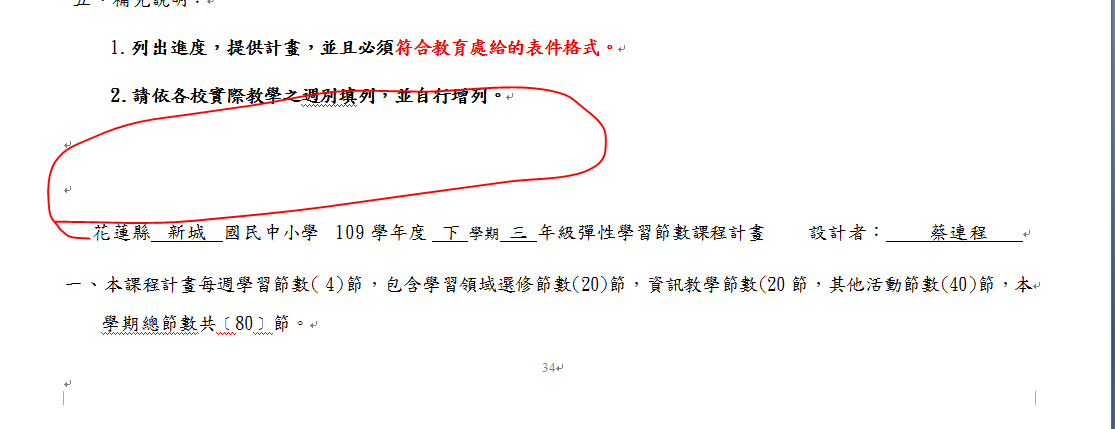 五、補充說明：
1. 列出進度，提供計畫，並且必須符合教育處給的表件格式。
2. 請依各校實際教學之週別填列，並自行增列。
花蓮縣 新城 國民中小學 109 學年度 下 學期 三 年級彈性學習節數課程計畫 設計者： 蔡連程
一、本課程計畫每週學習節數( 4)節，包含學習領域選修節數(20)節，資訊教學節數(20 節，其他活動節數(40)節，本
學期總節數共〔80〕節。
34